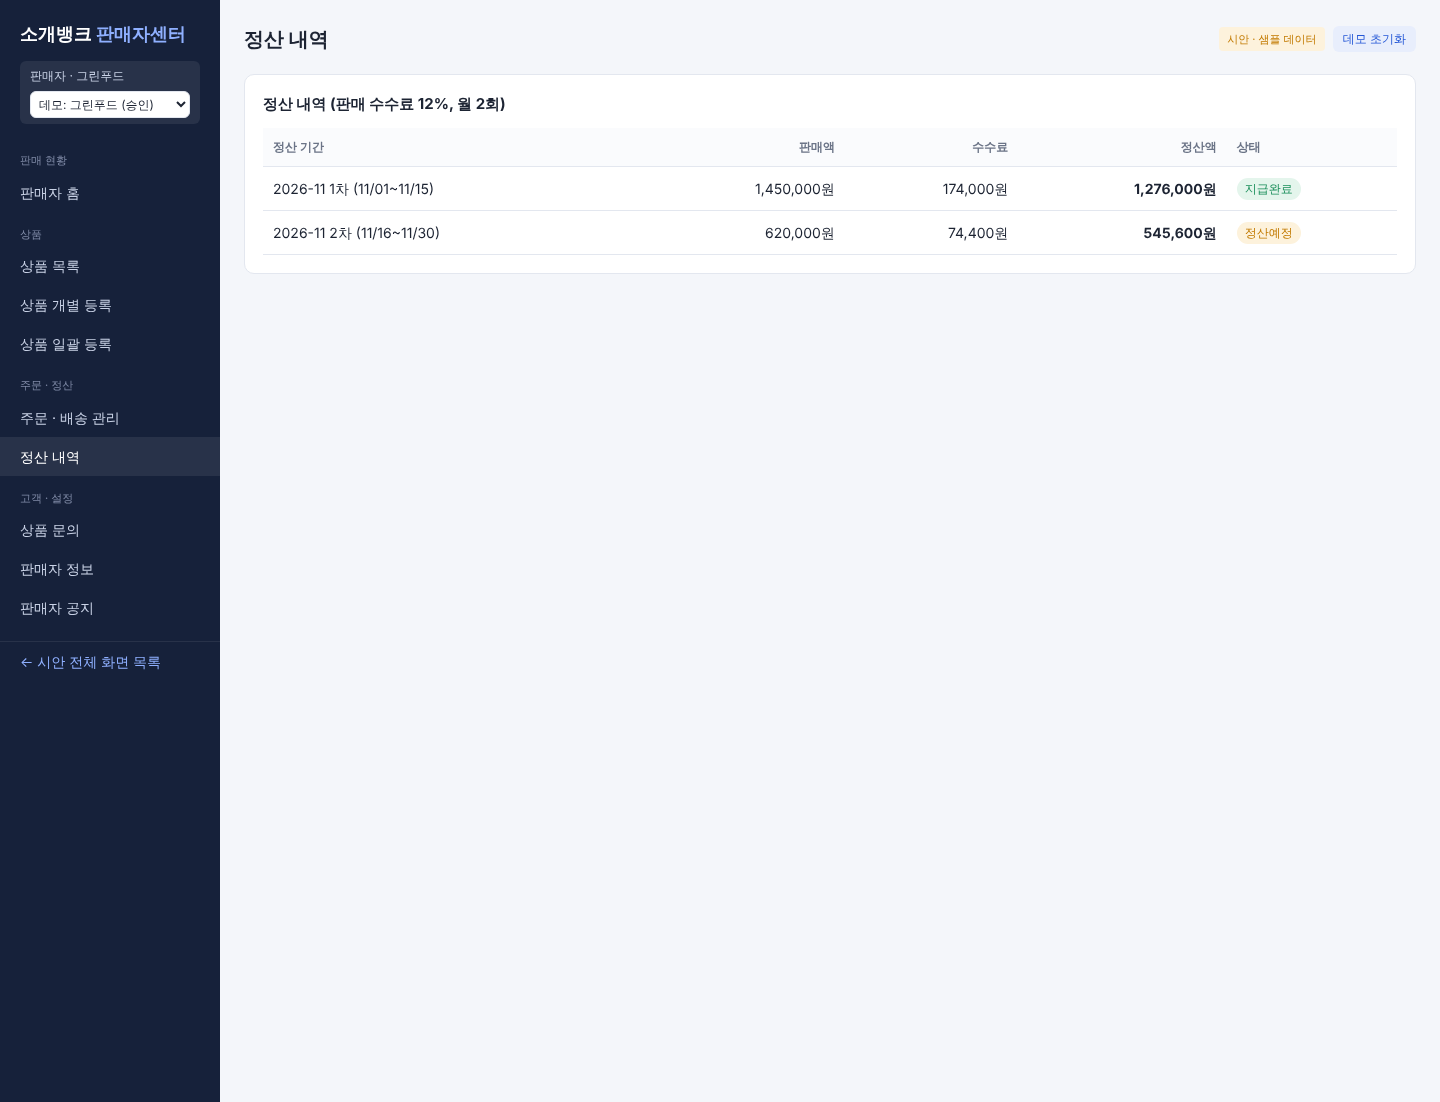 소개뱅크 판매자센터
판매자 · 그린푸드
데모: 그린푸드 (승인)
판매 현황
판매자 홈
상품
상품 목록
상품 개별 등록
상품 일괄 등록
주문 · 정산
주문 · 배송 관리
정산 내역
고객 · 설정
상품 문의
판매자 정보
판매자 공지
← 시안 전체 화면 목록
정산 내역
시안 · 샘플 데이터
데모 초기화
정산 내역 (판매 수수료 12%, 월 2회)
정산 기간 판매액 수수료 정산액 상태
2026-11 1차 (11/01~11/15) 1,450,000원 174,000원 1,276,000원 지급완료
2026-11 2차 (11/16~11/30) 620,000원 74,400원 545,600원 정산예정